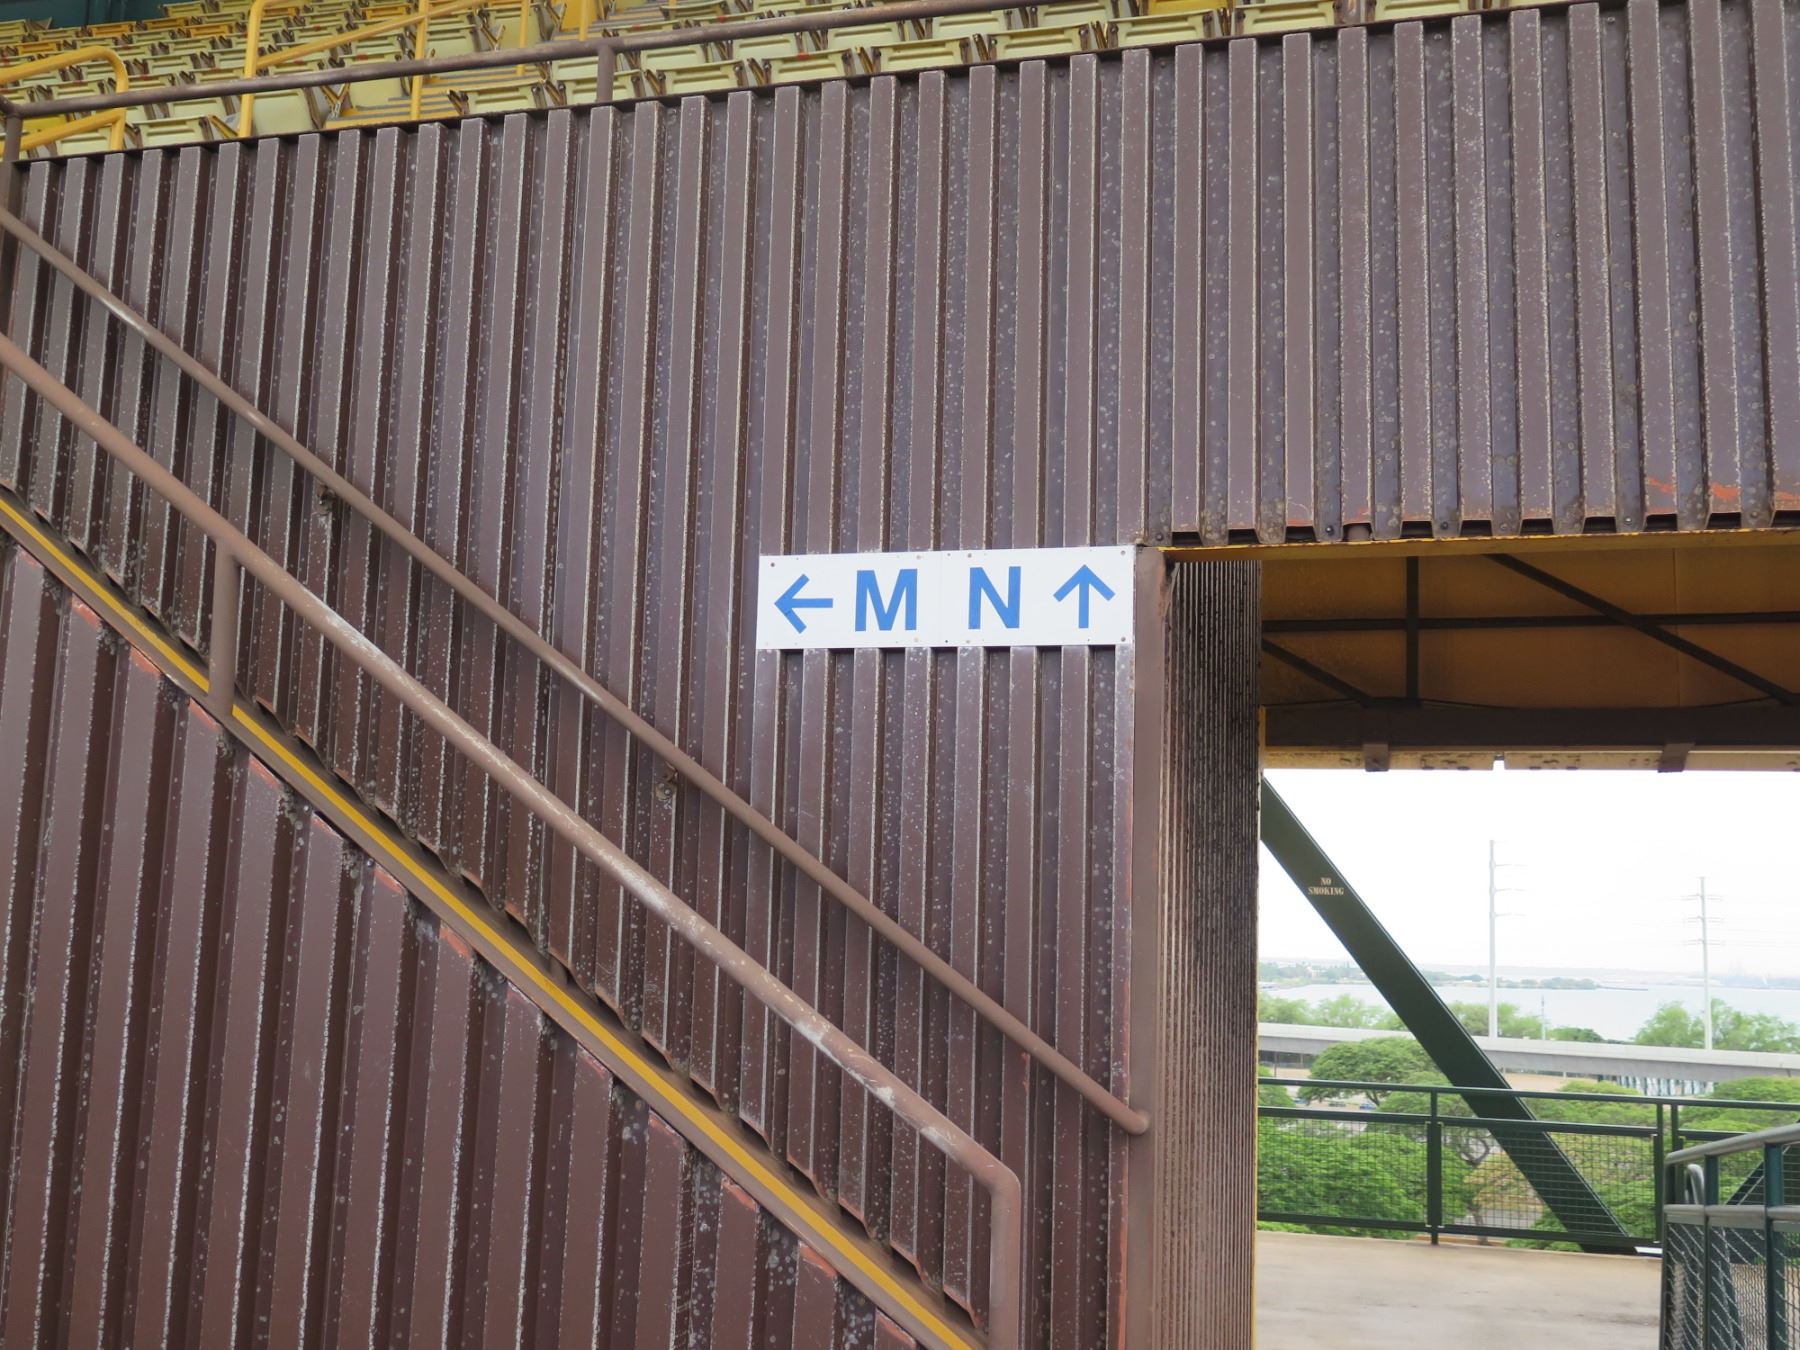 ← M N ↑
NO
SMOKING